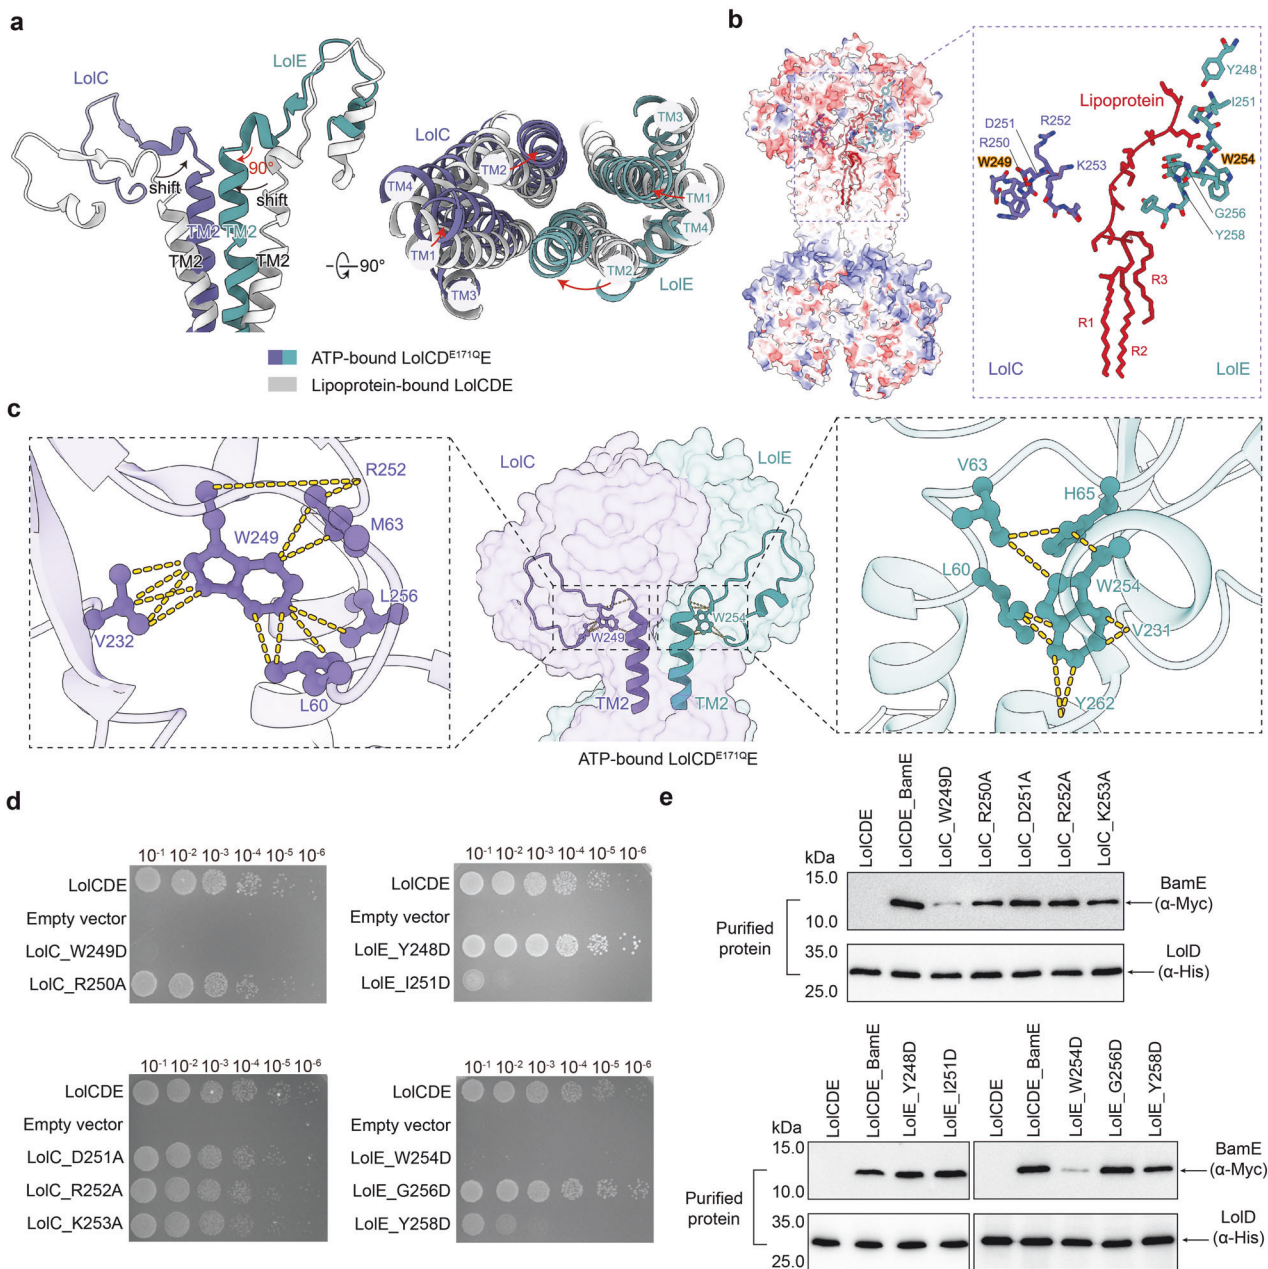 a
LolC
LolE
90°
shift
shift
TM2
TM2
TM2
TM2
90°
LolC
TM3
TM2
TM4
TM1
TM1
TM4
TM2
TM3
LolE
ATP-bound LolCDE171QE
Lipoprotein-bound LolCDE
b
Y248
Lipoprotein
I251
D251
R252
R250
W249
K253
W254
G256
Y258
R3
R1
R2
LolC
LolE
c
R252
W249
M63
L256
V232
L60
LolC
LolE
W249
W254
TM2
TM2
ATP-bound LolCDE171QE
V63
H65
L60
W254
V231
Y262
d
10-1 10-2 10-3 10-4 10-5 10-6
LolCDE
Empty vector
LolC_W249D
LolC_R250A
10-1 10-2 10-3 10-4 10-5 10-6
LolCDE
Empty vector
LolE_Y248D
LolE_I251D
10-1 10-2 10-3 10-4 10-5 10-6
LolCDE
Empty vector
LolC_D251A
LolC_R252A
LolC_K253A
10-1 10-2 10-3 10-4 10-5 10-6
LolCDE
Empty vector
LolE_W254D
LolE_G256D
LolE_Y258D
e
LolCDE
LolCDE_BamE
LolC_W249D
LolC_R250A
LolC_D251A
LolC_R252A
LolC_K253A
kDa
15.0
10.0
35.0
25.0
Purified
protein
BamE
(α-Myc)
LolD
(α-His)
LolCDE
LolCDE_BamE
LolE_Y248D
LolE_I251D
LolCDE
LolCDE_BamE
LolE_W254D
LolE_G256D
LolE_Y258D
kDa
15.0
10.0
35.0
25.0
Purified
protein
BamE
(α-Myc)
LolD
(α-His)